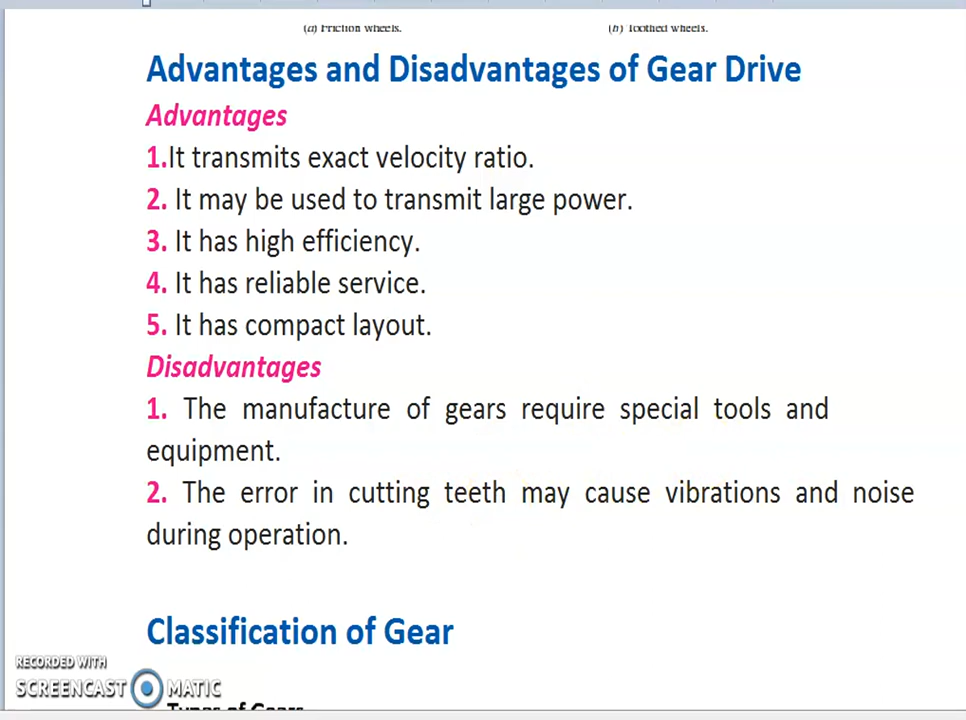 (a) Friction wheels. (b) Toothed wheels.
Advantages and Disadvantages of Gear Drive
Advantages
1.It transmits exact velocity ratio.
2. It may be used to transmit large power.
3. It has high efficiency.
4. It has reliable service.
5. It has compact layout.
Disadvantages
1. The manufacture of gears require special tools and
equipment.
2. The error in cutting teeth may cause vibrations and noise
during operation.
Classification of Gear
RECORDED WITH
SCREENCAST MATIC
Types of Gears